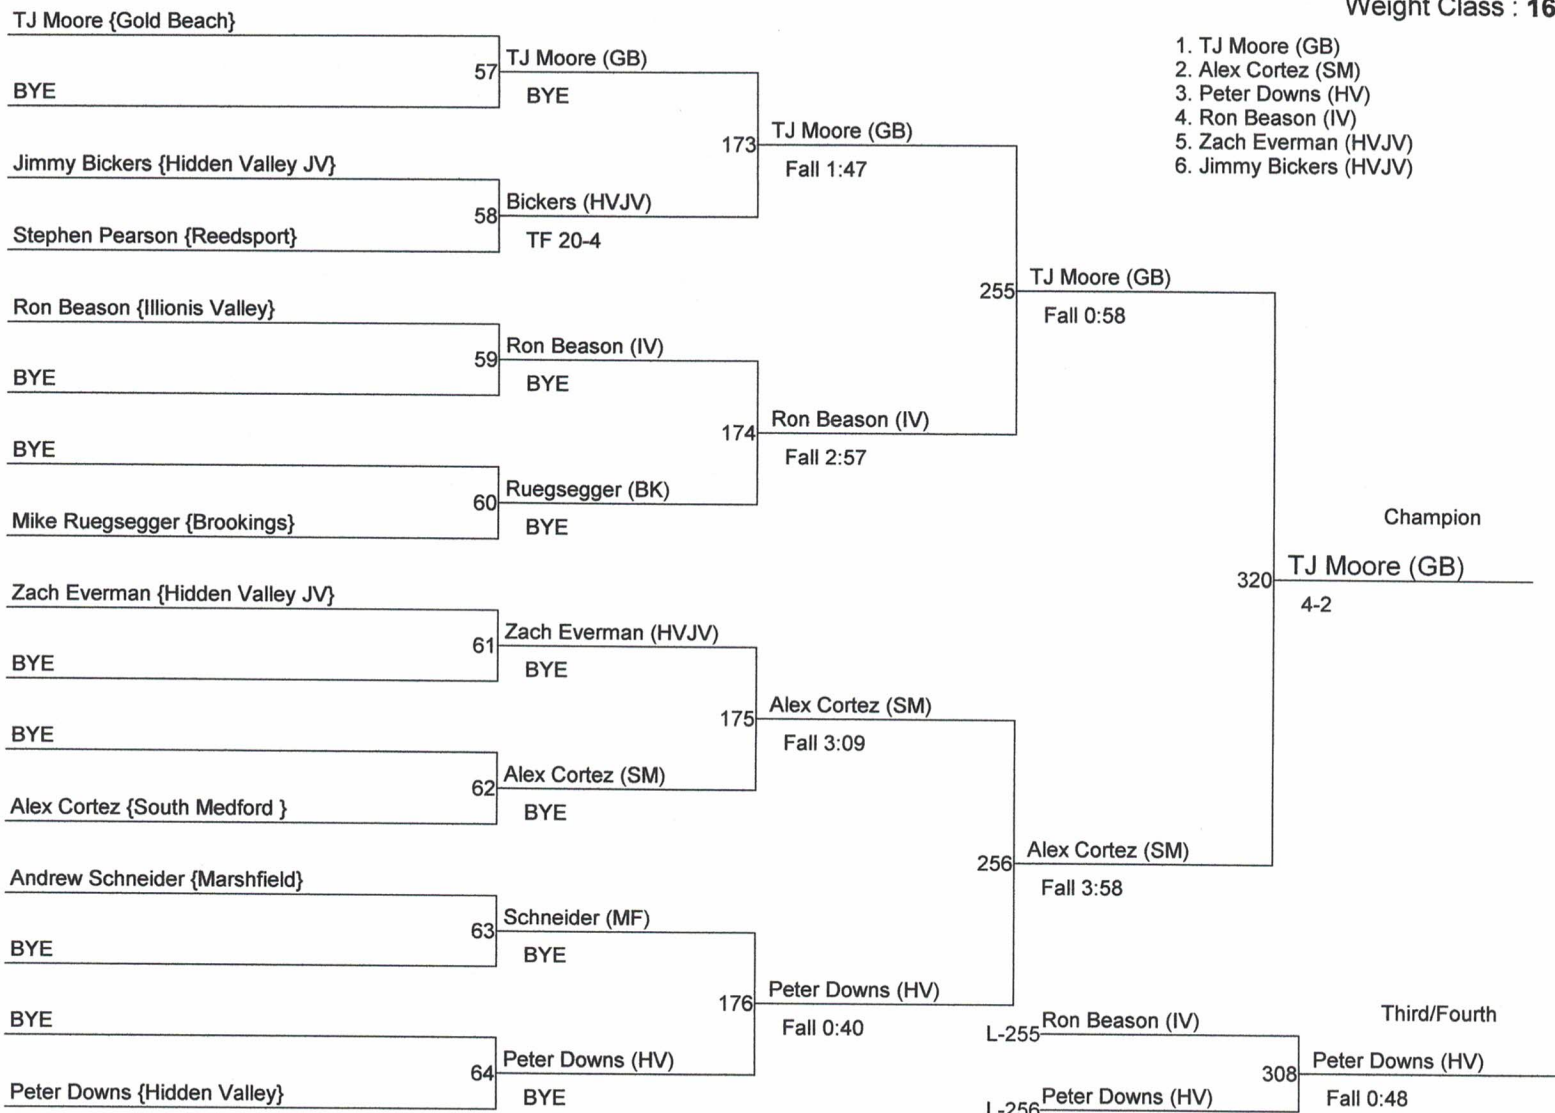 Weight Class : 16
1. TJ Moore (GB)
2. Alex Cortez (SM)
3. Peter Downs (HV)
4. Ron Beason (IV)
5. Zach Everman (HVJV)
6. Jimmy Bickers (HVJV)
TJ Moore {Gold Beach}
BYE
Jimmy Bickers {Hidden Valley JV}
Stephen Pearson {Reedsport}
Ron Beason {Illionis Valley}
BYE
BYE
Mike Ruegsegger {Brookings}
Zach Everman {Hidden Valley JV}
BYE
BYE
Alex Cortez {South Medford }
Andrew Schneider {Marshfield}
BYE
BYE
Peter Downs {Hidden Valley}
57 TJ Moore (GB)
BYE
58 Bickers (HVJV)
TF 20-4
59 Ron Beason (IV)
BYE
60 Ruegsegger (BK)
BYE
61 Zach Everman (HVJV)
BYE
62 Alex Cortez (SM)
BYE
63 Schneider (MF)
BYE
64 Peter Downs (HV)
BYE
173 TJ Moore (GB)
Fall 1:47
174 Ron Beason (IV)
Fall 2:57
175 Alex Cortez (SM)
Fall 3:09
176 Peter Downs (HV)
Fall 0:40
255 TJ Moore (GB)
Fall 0:58
256 Alex Cortez (SM)
Fall 3:58
Champion
320 TJ Moore (GB)
4-2
Third/Fourth
L-255 Ron Beason (IV)
L-256 Peter Downs (HV)
308 Peter Downs (HV)
Fall 0:48